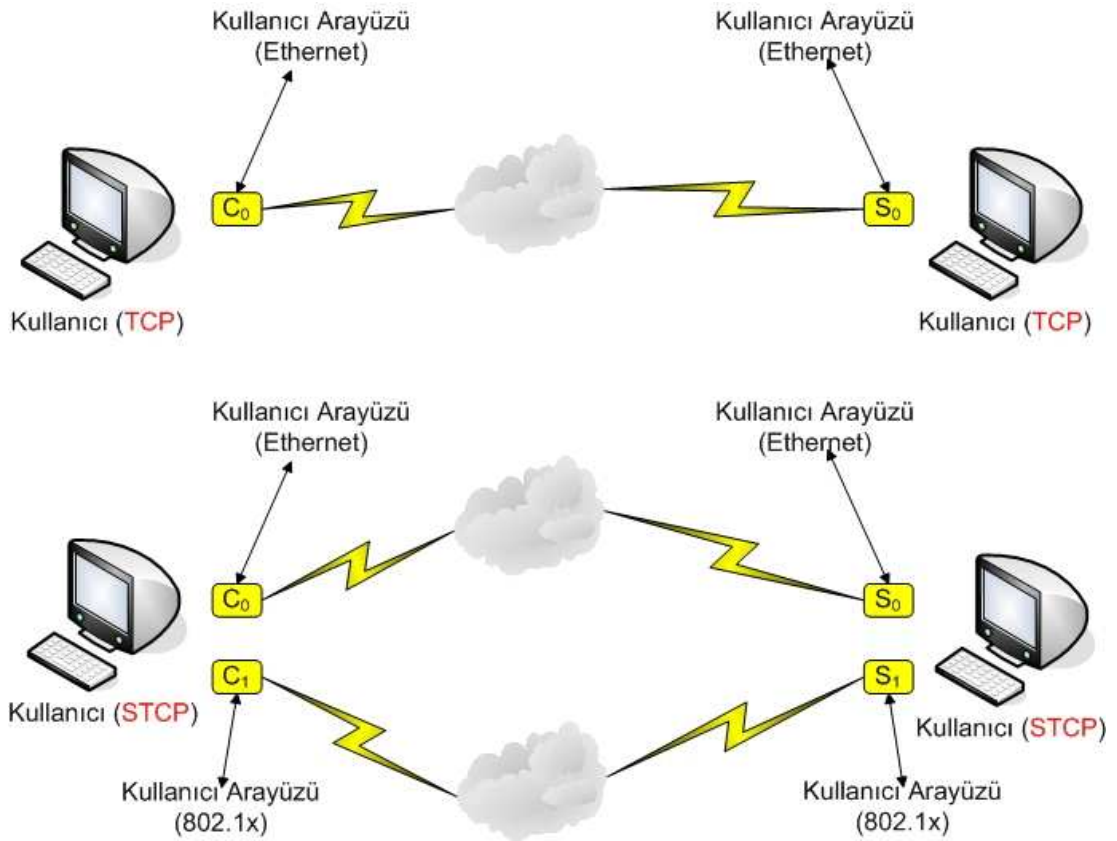 Kullanıcı Arayüzü
(Ethernet)
Kullanıcı Arayüzü
(Ethernet)
C₀
S₀
Kullanıcı (TCP)
Kullanıcı (TCP)
Kullanıcı Arayüzü
(Ethernet)
Kullanıcı Arayüzü
(Ethernet)
C₀
S₀
C₁
S₁
Kullanıcı (STCP)
Kullanıcı (STCP)
Kullanıcı Arayüzü
(802.1x)
Kullanıcı Arayüzü
(802.1x)